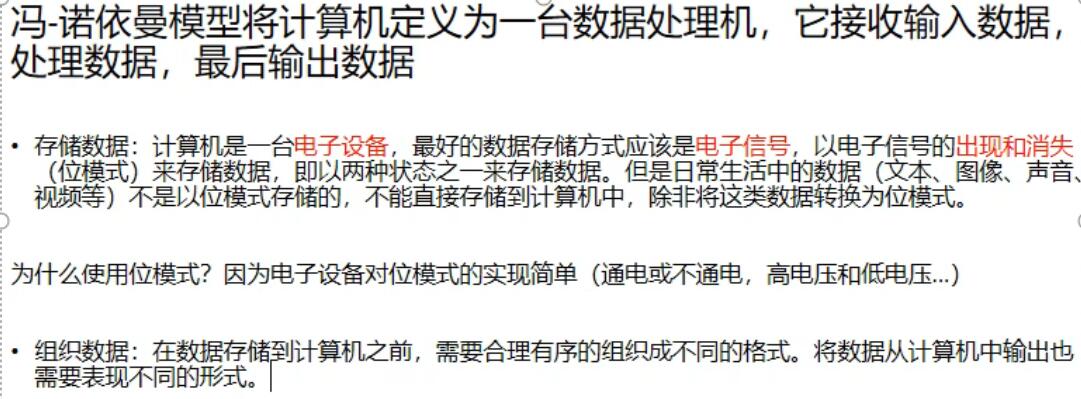 冯-诺依曼模型将计算机定义为一台数据处理机，它接收输入数据，
处理数据，最后输出数据
• 存储数据：计算机是一台电子设备，最好的数据存储方式应该是电子信号，以电子信号的出现和消失
（位模式）来存储数据，即以两种状态之一来存储数据。但是日常生活中的数据（文本、图像、声音、
视频等）不是以位模式存储的，不能直接存储到计算机中，除非将这类数据转换为位模式。
为什么使用位模式？因为电子设备对位模式的实现简单（通电或不通电，高电压和低电压...）
• 组织数据：在数据存储到计算机之前，需要合理有序的组织成不同的格式。将数据从计算机中输出也
需要表现不同的形式。